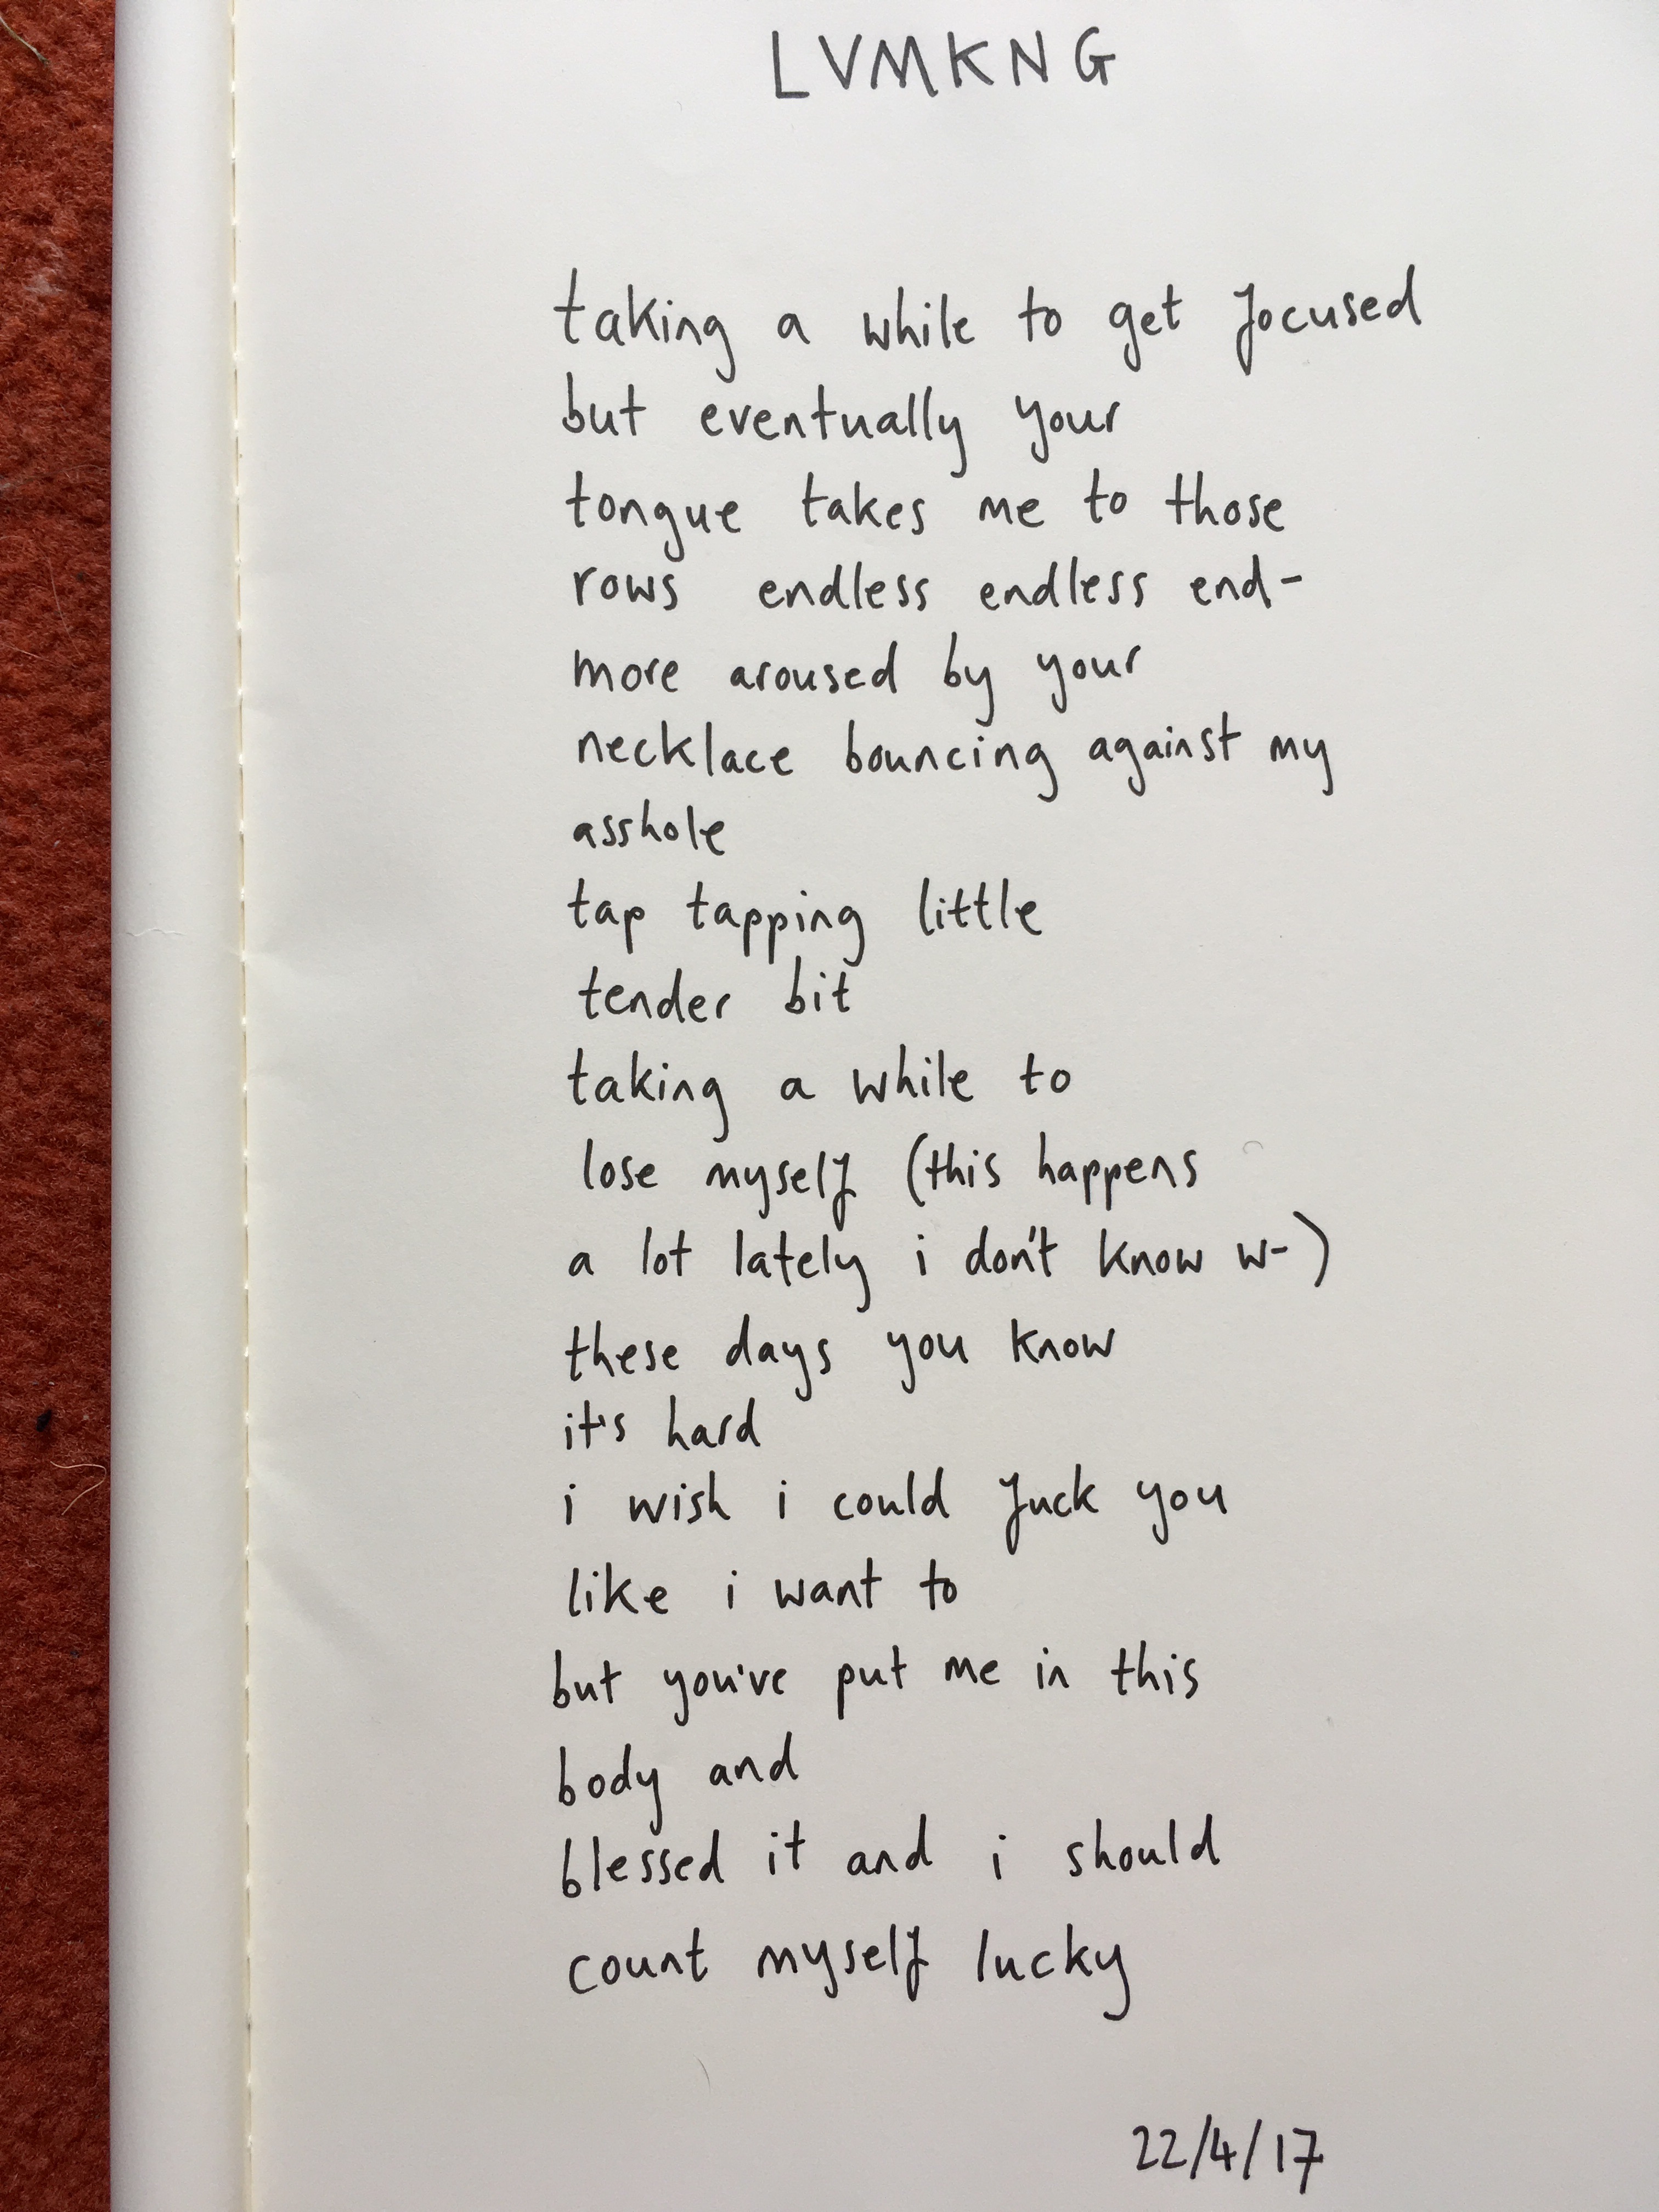 LVMKNG
taking a while to get focused
but eventually your
tongue takes me to those
rows endless endless end-
more aroused by your
necklace bouncing against my
asshole
tap tapping little
tender bit
taking a while to
lose myself (this happens
a lot lately i don't know w-)
these days you know
it's hard
i wish i could fuck you
like i want to
but you've put me in this
body and
blessed it and i should
count myself lucky
22/4/17